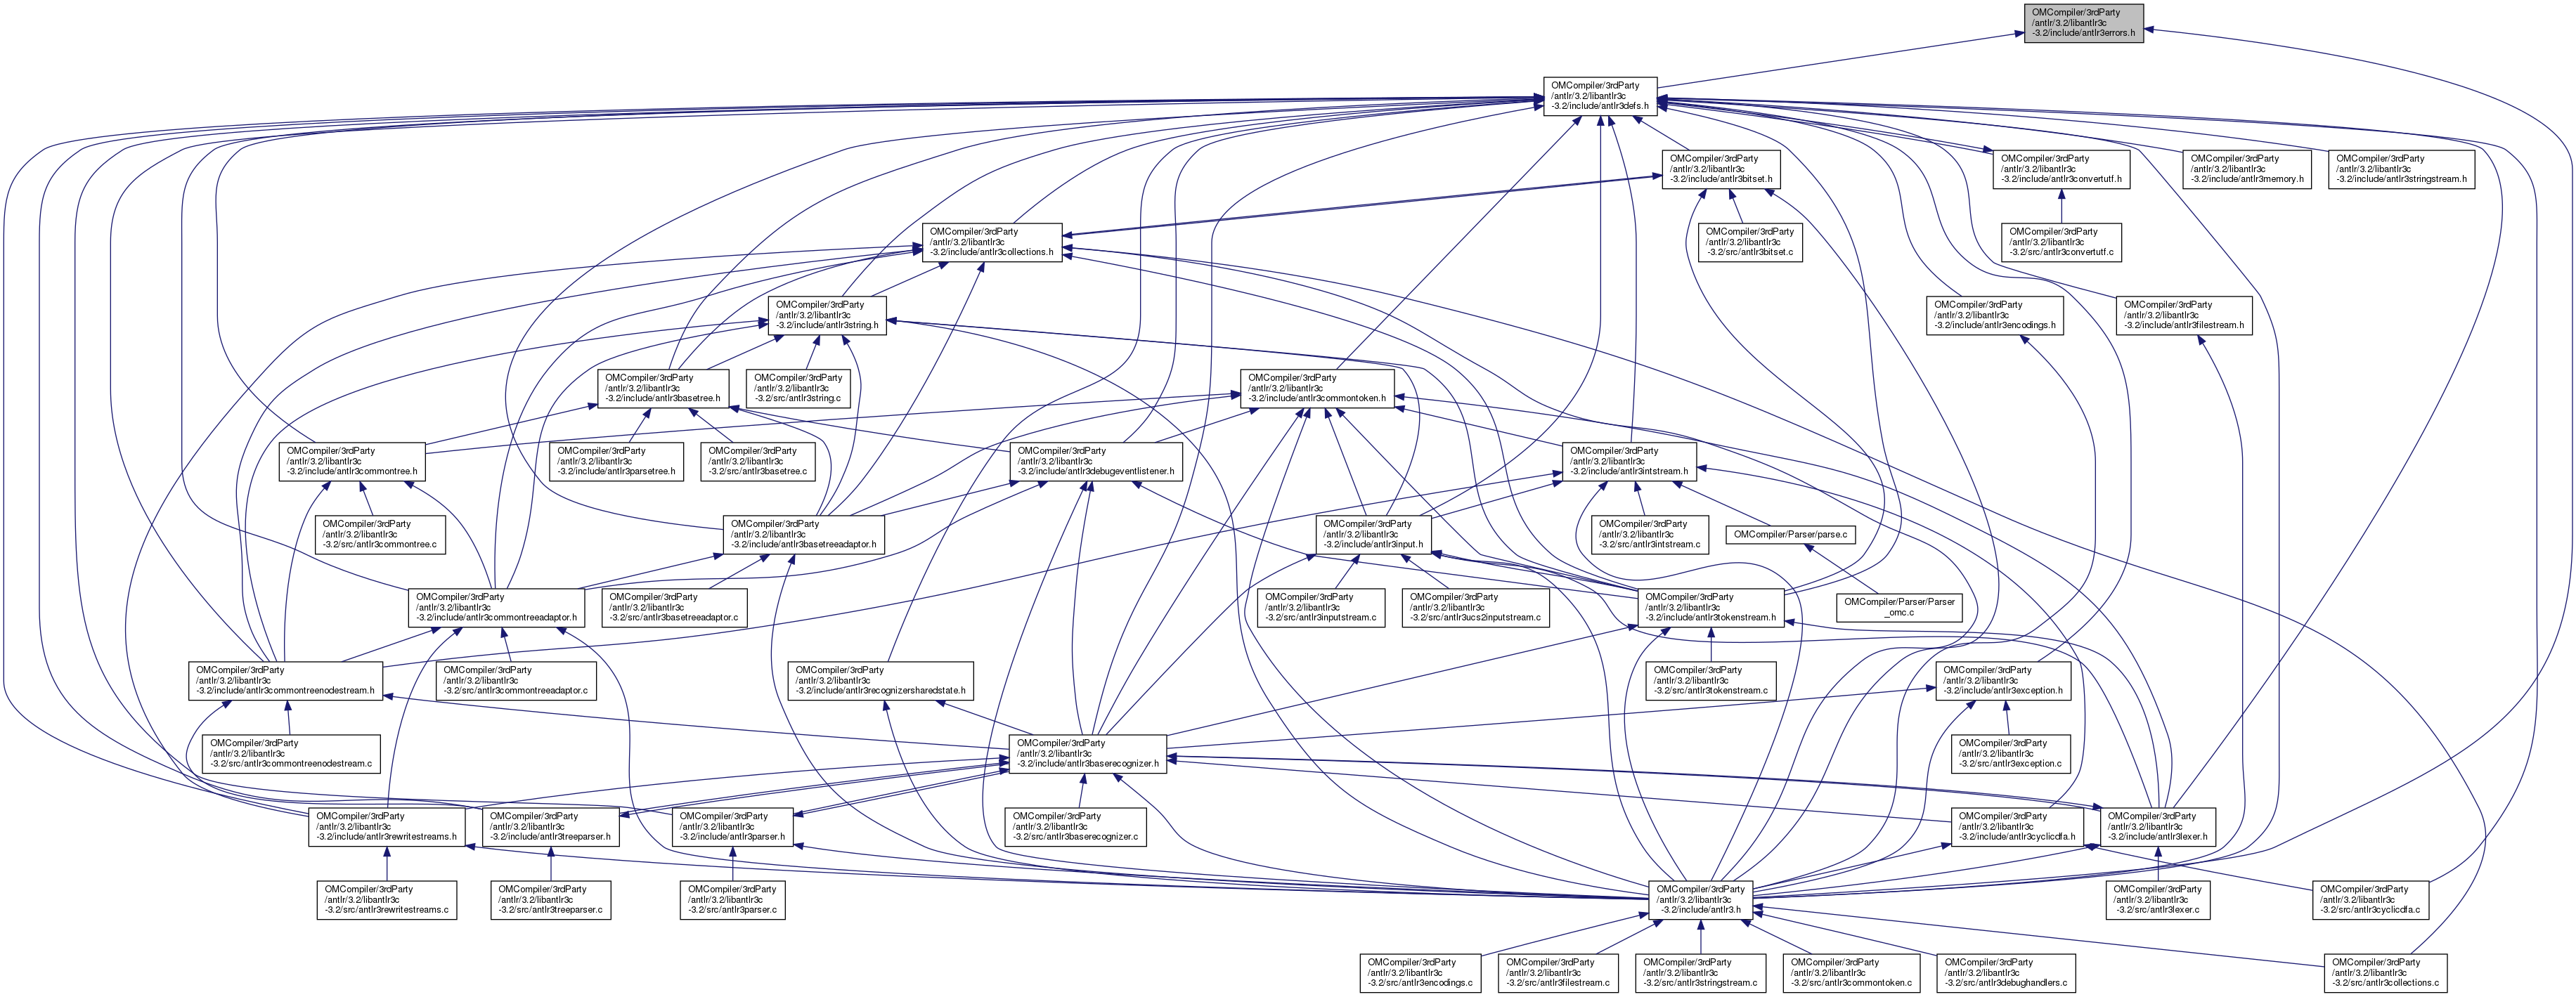 OMCompiler/3rdParty
/antlr/3.2/libantlr3c
-3.2/include/antlr3errors.h
OMCompiler/3rdParty
/antlr/3.2/libantlr3c
-3.2/include/antlr3defs.h
OMCompiler/3rdParty
/antlr/3.2/libantlr3c
-3.2/include/antlr3bitset.h
OMCompiler/3rdParty
/antlr/3.2/libantlr3c
-3.2/include/antlr3convertutf.h
OMCompiler/3rdParty
/antlr/3.2/libantlr3c
-3.2/include/antlr3memory.h
OMCompiler/3rdParty
/antlr/3.2/libantlr3c
-3.2/include/antlr3stringstream.h
OMCompiler/3rdParty
/antlr/3.2/libantlr3c
-3.2/include/antlr3collections.h
OMCompiler/3rdParty
/antlr/3.2/libantlr3c
-3.2/src/antlr3bitset.c
OMCompiler/3rdParty
/antlr/3.2/libantlr3c
-3.2/src/antlr3convertutf.c
OMCompiler/3rdParty
/antlr/3.2/libantlr3c
-3.2/include/antlr3string.h
OMCompiler/3rdParty
/antlr/3.2/libantlr3c
-3.2/include/antlr3encodings.h
OMCompiler/3rdParty
/antlr/3.2/libantlr3c
-3.2/include/antlr3filestream.h
OMCompiler/3rdParty
/antlr/3.2/libantlr3c
-3.2/include/antlr3basetree.h
OMCompiler/3rdParty
/antlr/3.2/libantlr3c
-3.2/src/antlr3string.c
OMCompiler/3rdParty
/antlr/3.2/libantlr3c
-3.2/include/antlr3commontoken.h
OMCompiler/3rdParty
/antlr/3.2/libantlr3c
-3.2/include/antlr3commontree.h
OMCompiler/3rdParty
/antlr/3.2/libantlr3c
-3.2/include/antlr3parsetree.h
OMCompiler/3rdParty
/antlr/3.2/libantlr3c
-3.2/src/antlr3basetree.c
OMCompiler/3rdParty
/antlr/3.2/libantlr3c
-3.2/include/antlr3debugeventlistener.h
OMCompiler/3rdParty
/antlr/3.2/libantlr3c
-3.2/include/antlr3intstream.h
OMCompiler/3rdParty
/antlr/3.2/libantlr3c
-3.2/src/antlr3commontree.c
OMCompiler/3rdParty
/antlr/3.2/libantlr3c
-3.2/include/antlr3basetreeadaptor.h
OMCompiler/3rdParty
/antlr/3.2/libantlr3c
-3.2/include/antlr3input.h
OMCompiler/3rdParty
/antlr/3.2/libantlr3c
-3.2/src/antlr3intstream.c
OMCompiler/Parser/parse.c
OMCompiler/3rdParty
/antlr/3.2/libantlr3c
-3.2/include/antlr3commontreeadaptor.h
OMCompiler/3rdParty
/antlr/3.2/libantlr3c
-3.2/src/antlr3basetreeadaptor.c
OMCompiler/3rdParty
/antlr/3.2/libantlr3c
-3.2/src/antlr3inputstream.c
OMCompiler/3rdParty
/antlr/3.2/libantlr3c
-3.2/src/antlr3ucs2inputstream.c
OMCompiler/3rdParty
/antlr/3.2/libantlr3c
-3.2/include/antlr3tokenstream.h
OMCompiler/Parser/Parser
_omc.c
OMCompiler/3rdParty
/antlr/3.2/libantlr3c
-3.2/include/antlr3commontreenodestream.h
OMCompiler/3rdParty
/antlr/3.2/libantlr3c
-3.2/src/antlr3commontreeadaptor.c
OMCompiler/3rdParty
/antlr/3.2/libantlr3c
-3.2/include/antlr3recognizersharedstate.h
OMCompiler/3rdParty
/antlr/3.2/libantlr3c
-3.2/src/antlr3tokenstream.c
OMCompiler/3rdParty
/antlr/3.2/libantlr3c
-3.2/include/antlr3exception.h
OMCompiler/3rdParty
/antlr/3.2/libantlr3c
-3.2/src/antlr3commontreenodestream.c
OMCompiler/3rdParty
/antlr/3.2/libantlr3c
-3.2/include/antlr3baserecognizer.h
OMCompiler/3rdParty
/antlr/3.2/libantlr3c
-3.2/src/antlr3exception.c
OMCompiler/3rdParty
/antlr/3.2/libantlr3c
-3.2/include/antlr3rewritestreams.h
OMCompiler/3rdParty
/antlr/3.2/libantlr3c
-3.2/include/antlr3treeparser.h
OMCompiler/3rdParty
/antlr/3.2/libantlr3c
-3.2/include/antlr3parser.h
OMCompiler/3rdParty
/antlr/3.2/libantlr3c
-3.2/src/antlr3baserecognizer.c
OMCompiler/3rdParty
/antlr/3.2/libantlr3c
-3.2/include/antlr3cyclicdfa.h
OMCompiler/3rdParty
/antlr/3.2/libantlr3c
-3.2/include/antlr3lexer.h
OMCompiler/3rdParty
/antlr/3.2/libantlr3c
-3.2/src/antlr3rewritestreams.c
OMCompiler/3rdParty
/antlr/3.2/libantlr3c
-3.2/src/antlr3treeparser.c
OMCompiler/3rdParty
/antlr/3.2/libantlr3c
-3.2/src/antlr3parser.c
OMCompiler/3rdParty
/antlr/3.2/libantlr3c
-3.2/include/antlr3.h
OMCompiler/3rdParty
/antlr/3.2/libantlr3c
-3.2/src/antlr3lexer.c
OMCompiler/3rdParty
/antlr/3.2/libantlr3c
-3.2/src/antlr3cyclicdfa.c
OMCompiler/3rdParty
/antlr/3.2/libantlr3c
-3.2/src/antlr3encodings.c
OMCompiler/3rdParty
/antlr/3.2/libantlr3c
-3.2/src/antlr3filestream.c
OMCompiler/3rdParty
/antlr/3.2/libantlr3c
-3.2/src/antlr3stringstream.c
OMCompiler/3rdParty
/antlr/3.2/libantlr3c
-3.2/src/antlr3commontoken.c
OMCompiler/3rdParty
/antlr/3.2/libantlr3c
-3.2/src/antlr3debughandlers.c
OMCompiler/3rdParty
/antlr/3.2/libantlr3c
-3.2/src/antlr3collections.c